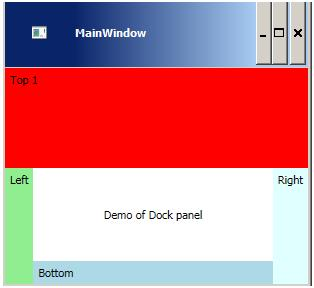 MainWindow
Top 1
Left
Right
Demo of Dock panel
Bottom